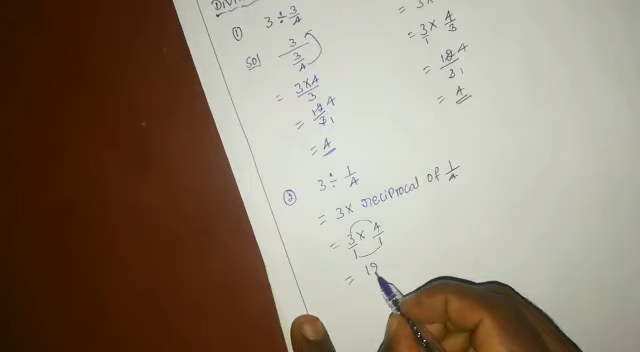 ① 3 ÷ 3/4
Sol 3 / 3/4
= 3×4/3
= 12/3 4/1
= 4
= 3×
= 3/1 × 4/3
= 12/3 4/1
= 4
② 3 ÷ 1/4
= 3× reciprocal of 1/4
= 3/1 × 4/1
= 12